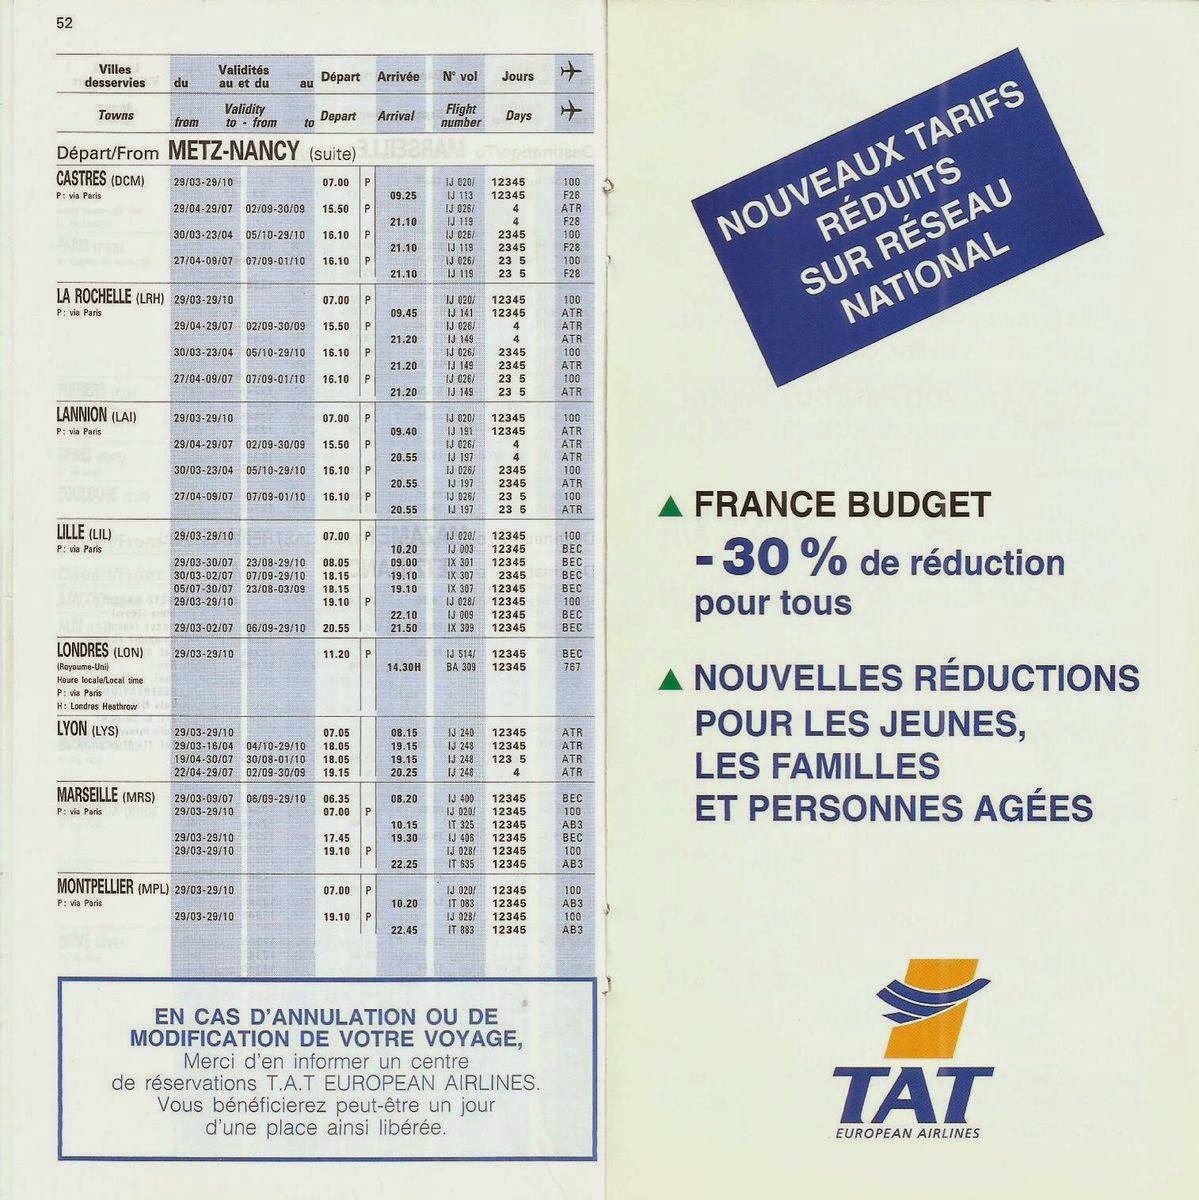 52
Villes desservies du Validités au et du au Départ Arrivée N° vol Jours
Towns from Validity to - from to Depart Arrival Flight number Days
Départ/From METZ-NANCY (suite)
CASTRES (DCM) 29/03-29/10 07.00 P IJ 020/ 12345 100
P: via Paris 09.25 IJ 113 12345 F28
29/04-29/07 02/09-30/09 15.50 P IJ 026/ 4 ATR
21.10 IJ 119 4 F28
30/03-23/04 05/10-29/10 16.10 P IJ 026/ 2345 100
21.10 IJ 119 2345 F28
27/04-09/07 07/09-01/10 16.10 P IJ 026/ 23 5 100
21.10 IJ 119 23 5 F28
LA ROCHELLE (LRH) 29/03-29/10 07.00 P IJ 020/ 12345 100
P: via Paris 09.45 IJ 141 12345 ATR
29/04-29/07 02/09-30/09 15.50 P IJ 026/ 4 ATR
21.20 IJ 149 4 ATR
30/03-23/04 05/10-29/10 16.10 P IJ 026/ 2345 100
21.20 IJ 149 2345 ATR
27/04-09/07 07/09-01/10 16.10 P IJ 026/ 23 5 100
21.20 IJ 149 23 5 ATR
LANNION (LAI) 29/03-29/10 07.00 P IJ 020/ 12345 100
P: via Paris 09.40 IJ 191 12345 ATR
29/04-29/07 02/09-30/09 15.50 P IJ 026/ 4 ATR
20.55 IJ 197 4 ATR
30/03-23/04 05/10-29/10 16.10 P IJ 026/ 2345 100
20.55 IJ 197 2345 ATR
27/04-09/07 07/09-01/10 16.10 P IJ 026/ 23 5 100
20.55 IJ 197 23 5 ATR
LILLE (LIL) 29/03-29/10 07.00 P IJ 020/ 12345 100
P: via Paris 10.20 IJ 003 12345 BEC
29/03-30/07 23/08-29/10 08.05 09.00 IX 301 12345 BEC
30/03-02/07 07/09-29/10 18.15 19.10 IX 307 2345 BEC
05/07-30/07 23/08-03/09 18.15 19.10 IX 307 12345 BEC
29/03-29/10 19.10 P IJ 028/ 12345 100
22.10 IJ 009 12345 BEC
29/03-02/07 06/09-29/10 20.55 21.50 IX 309 12345 BEC
LONDRES (LON) 29/03-29/10 11.20 P IJ 514/ 12345 BEC
(Royaume-Uni) 14.30H BA 309 12345 767
Heure locale/Local time
P: via Paris
H: Londres Heathrow
LYON (LYS) 29/03-29/10 07.05 08.15 IJ 240 12345 ATR
29/03-16/04 04/10-29/10 18.05 19.15 IJ 248 12345 ATR
19/04-30/07 30/08-01/10 18.05 19.15 IJ 248 123 5 ATR
22/04-29/07 02/09-30/09 19.15 20.25 IJ 248 4 ATR
MARSEILLE (MRS) 29/03-09/07 06/09-29/10 06.35 08.20 IJ 400 12345 BEC
P: via Paris 29/03-29/10 07.00 P IJ 020/ 12345 100
10.15 IT 325 12345 AB3
29/03-29/10 17.45 19.30 IJ 406 12345 BEC
29/03-29/10 19.10 P IJ 028/ 12345 100
22.25 IT 635 12345 AB3
MONTPELLIER (MPL) 29/03-29/10 07.00 P IJ 020/ 12345 100
P: via Paris 10.20 IT 083 12345 AB3
29/03-29/10 19.10 P IJ 028/ 12345 100
22.45 IT 883 12345 AB3
EN CAS D'ANNULATION OU DE
MODIFICATION DE VOTRE VOYAGE,
Merci d'en informer un centre
de réservations T.A.T EUROPEAN AIRLINES.
Vous bénéficierez peut-être un jour
d'une place ainsi libérée.
NOUVEAUX TARIFS
RÉDUITS
SUR RÉSEAU
NATIONAL
FRANCE BUDGET
- 30 % de réduction
pour tous
NOUVELLES RÉDUCTIONS
POUR LES JEUNES,
LES FAMILLES
ET PERSONNES AGÉES
TAT
EUROPEAN AIRLINES